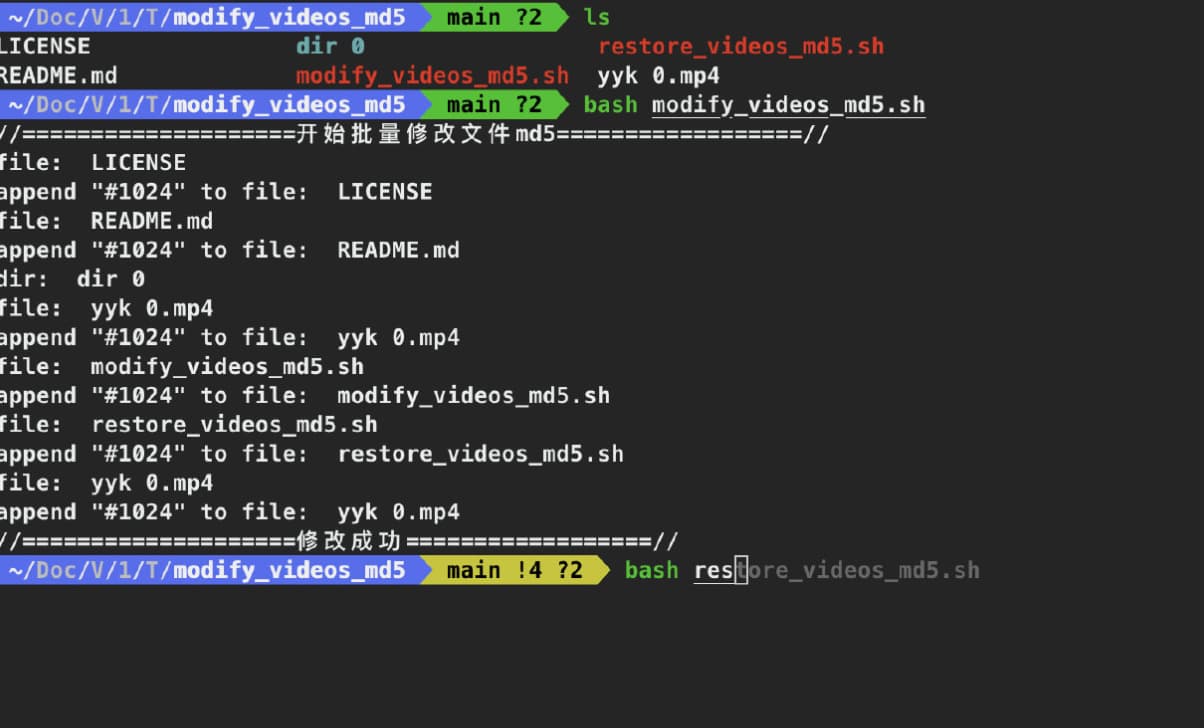 ~/Doc/V/1/T/modify_videos_md5 main ?2 ls
LICENSE dir 0 restore_videos_md5.sh
README.md modify_videos_md5.sh yyk 0.mp4
~/Doc/V/1/T/modify_videos_md5 main ?2 bash modify_videos_md5.sh
//====================开始批量修改文件md5==================//
file: LICENSE
append "#1024" to file: LICENSE
file: README.md
append "#1024" to file: README.md
dir: dir 0
file: yyk 0.mp4
append "#1024" to file: yyk 0.mp4
file: modify_videos_md5.sh
append "#1024" to file: modify_videos_md5.sh
file: restore_videos_md5.sh
append "#1024" to file: restore_videos_md5.sh
file: yyk 0.mp4
append "#1024" to file: yyk 0.mp4
//====================修改成功==================//
~/Doc/V/1/T/modify_videos_md5 main !4 ?2 bash restore_videos_md5.sh